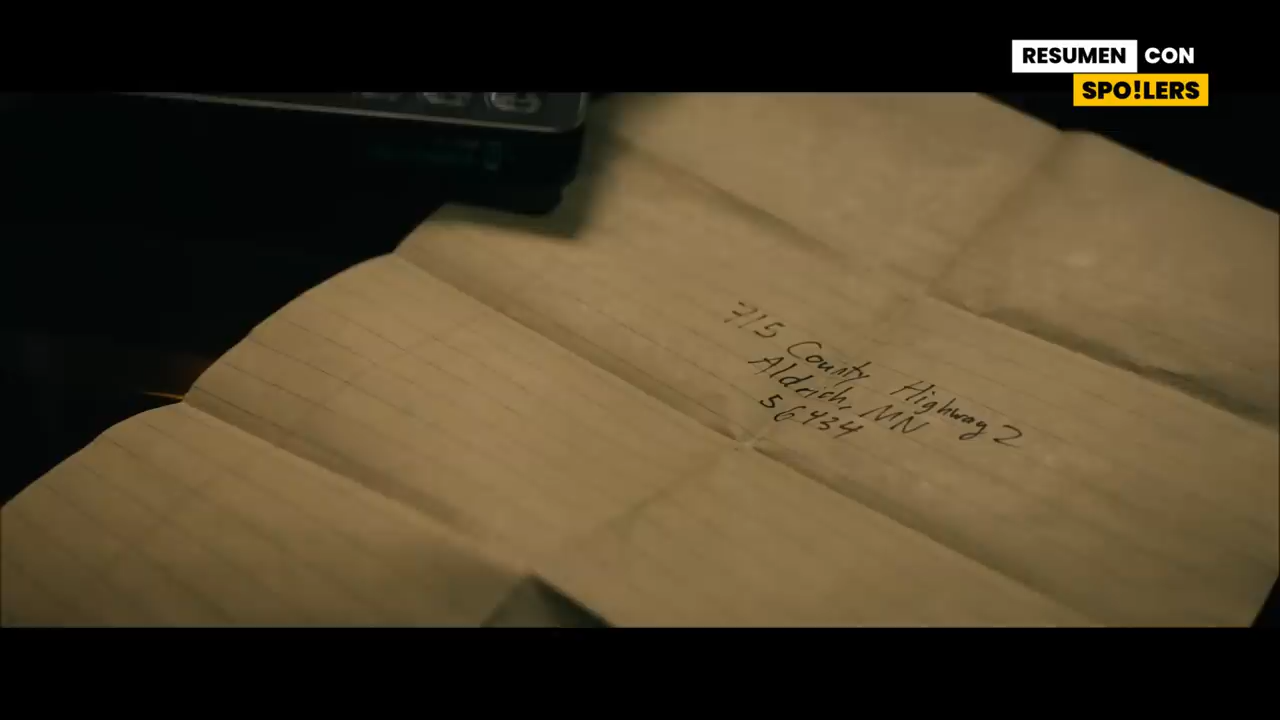 RESUMEN CON
SPO!LERS
715 County Highway 2
Aldrich, MN
56434